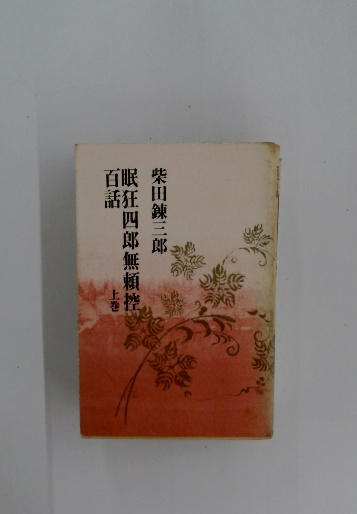 柴田錬三郎
眠狂四郎無頼控
百話
上巻